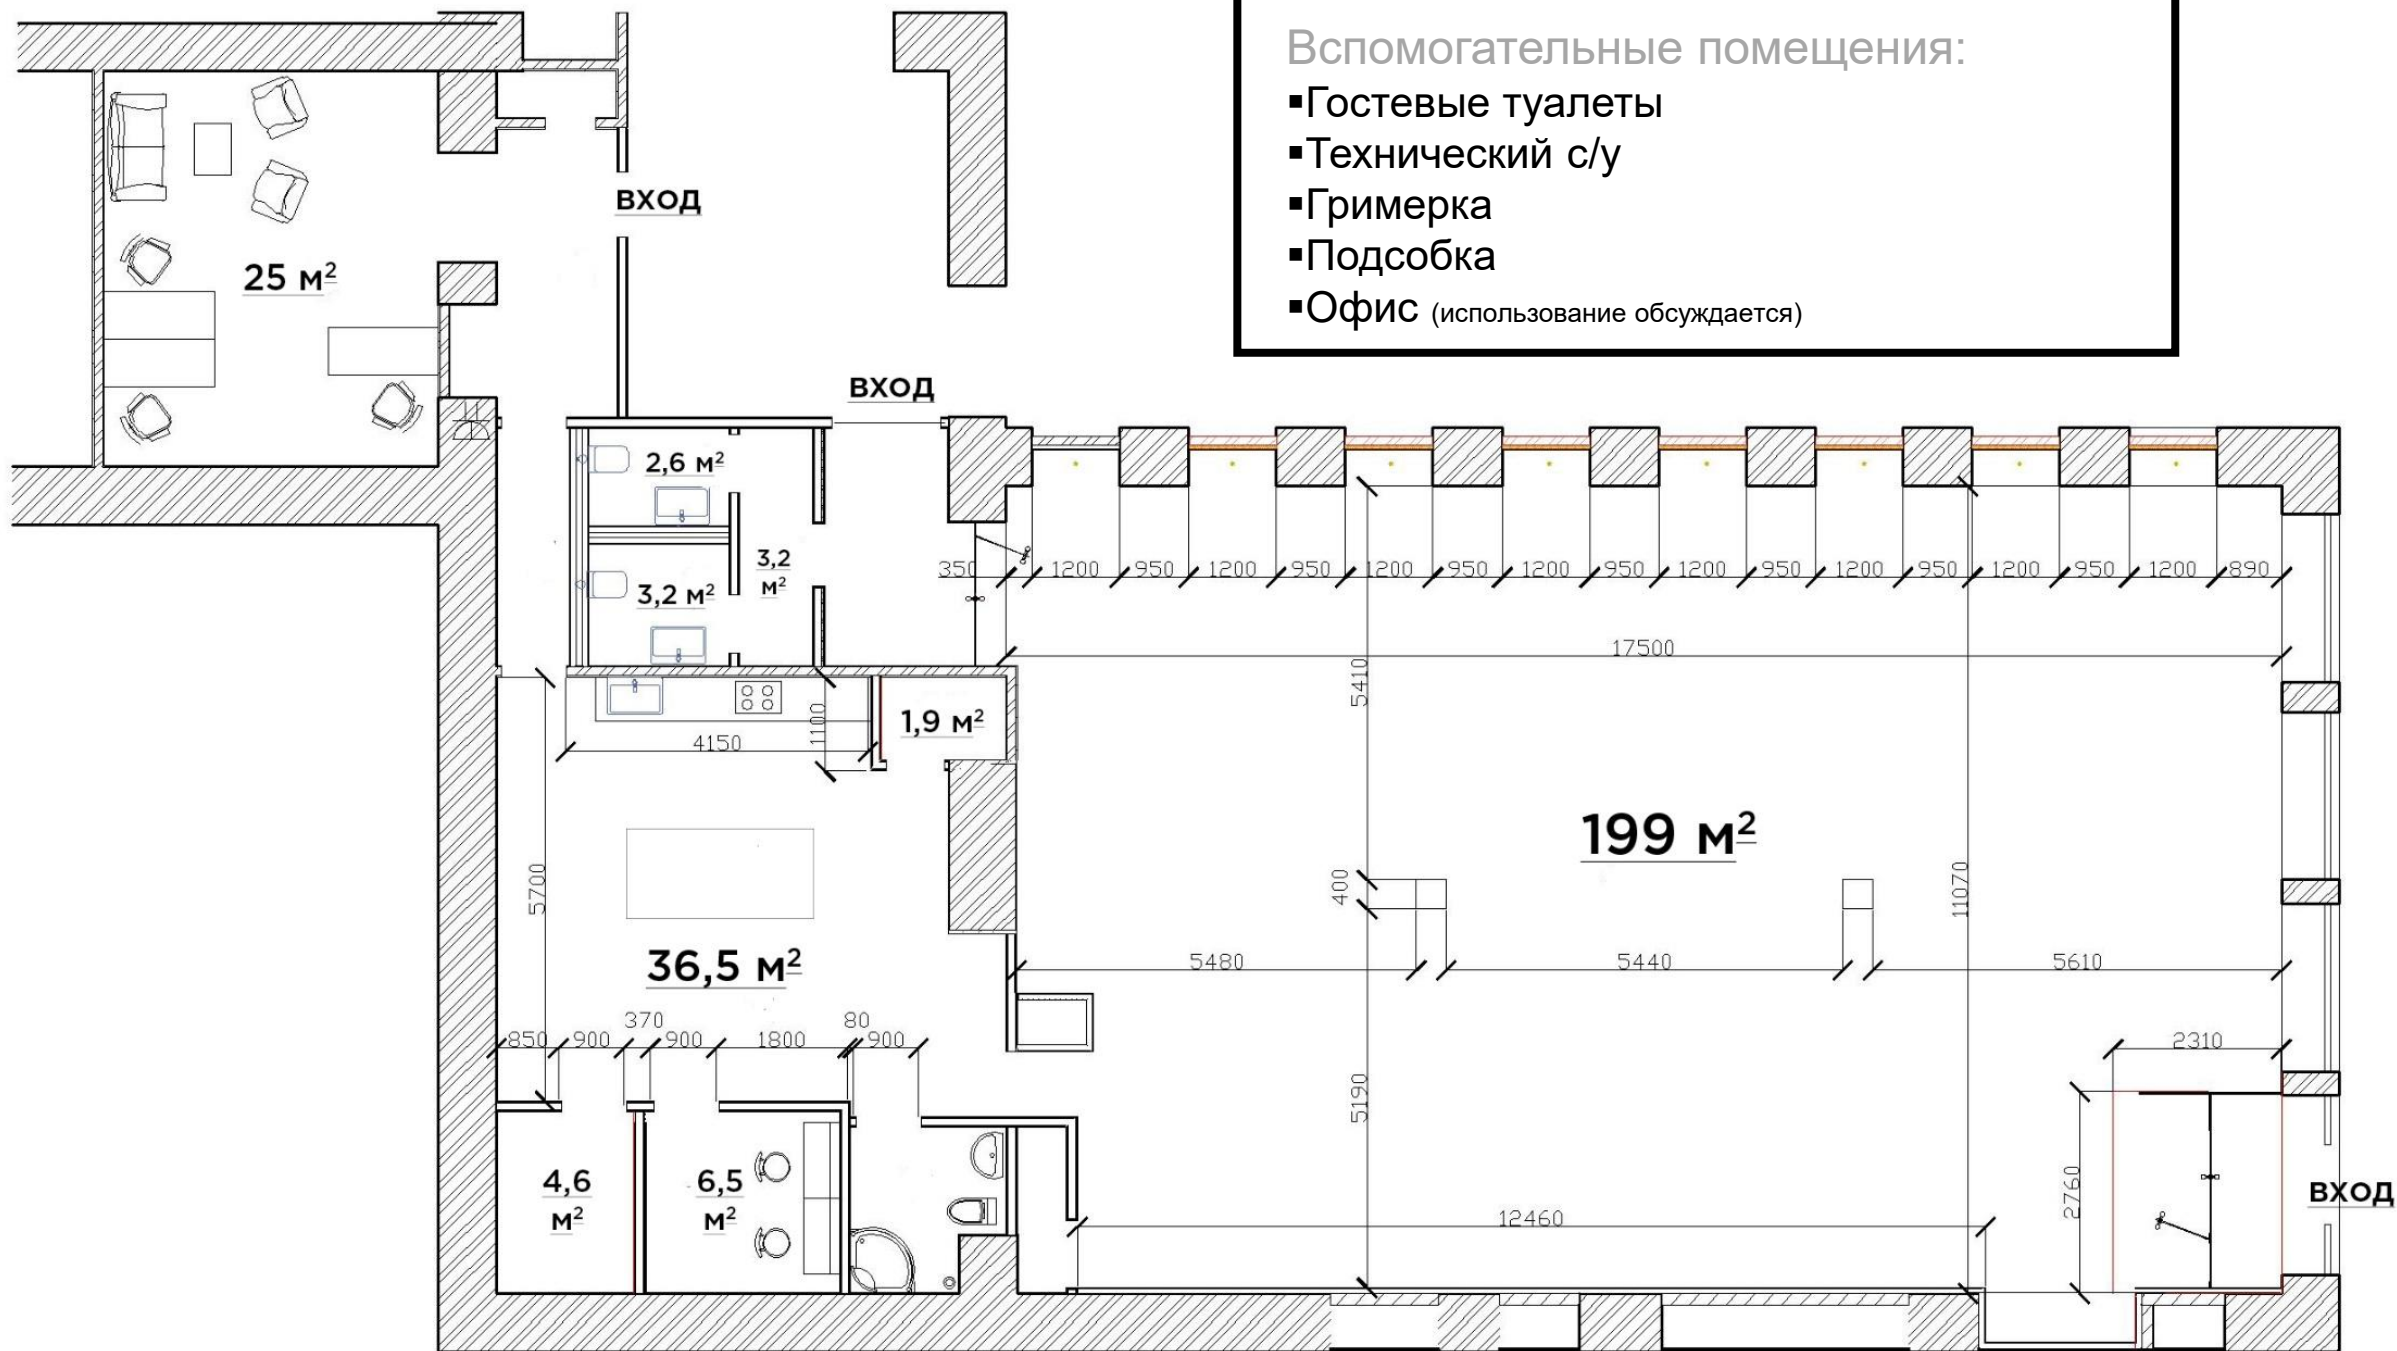 Вспомогательные помещения:
▪Гостевые туалеты
▪Технический с/у
▪Гримерка
▪Подсобка
▪Офис (использование обсуждается)
ВХОД
25 м²
ВХОД
2,6 м²
3,2 м²
3,2
м²
350 1200 950 1200 950 1200 950 1200 950 1200 950 1200 950 1200 950 1200 890
17500
5410
1,9 м²
1100
4150
199 м²
5700
400
11070
36,5 м²
5480 5440 5610
370 80
850 900 900 1800 900
2310
5190
4,6
м²
6,5
м²
2760
ВХОД
12460